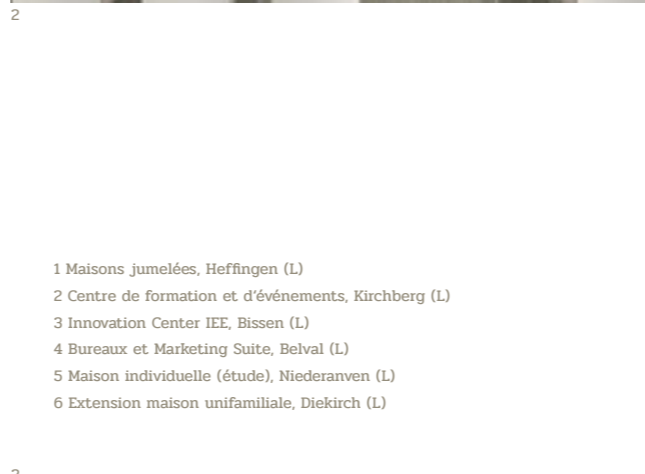 2
1 Maisons jumelées, Heffingen (L)
2 Centre de formation et d'événements, Kirchberg (L)
3 Innovation Center IEE, Bissen (L)
4 Bureaux et Marketing Suite, Belval (L)
5 Maison individuelle (étude), Niederanven (L)
6 Extension maison unifamiliale, Diekirch (L)